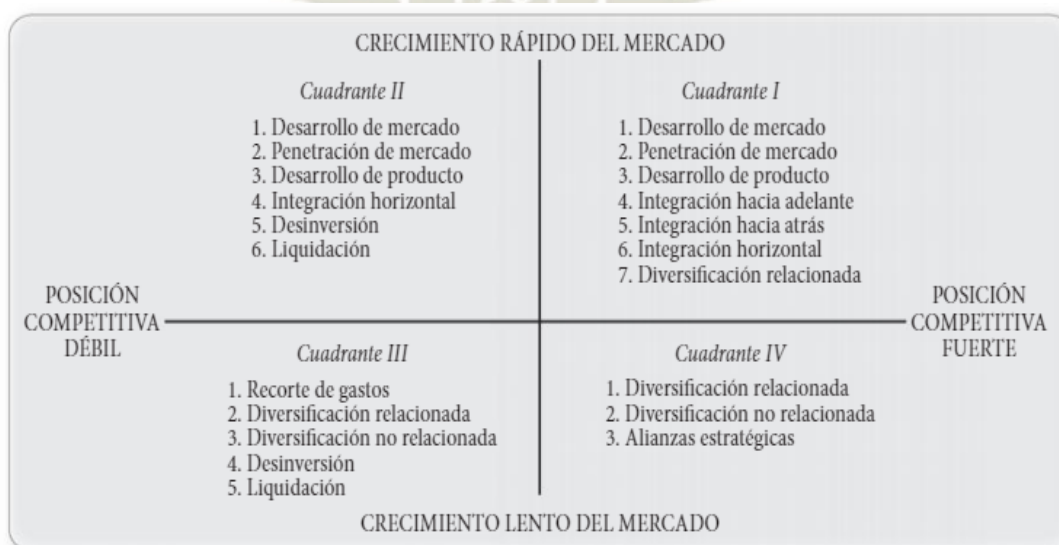 CRECIMIENTO RÁPIDO DEL MERCADO
Cuadrante II
1. Desarrollo de mercado
2. Penetración de mercado
3. Desarrollo de producto
4. Integración horizontal
5. Desinversión
6. Liquidación
Cuadrante I
1. Desarrollo de mercado
2. Penetración de mercado
3. Desarrollo de producto
4. Integración hacia adelante
5. Integración hacia atrás
6. Integración horizontal
7. Diversificación relacionada
POSICIÓN
COMPETITIVA
DÉBIL
POSICIÓN
COMPETITIVA
FUERTE
Cuadrante III
1. Recorte de gastos
2. Diversificación relacionada
3. Diversificación no relacionada
4. Desinversión
5. Liquidación
Cuadrante IV
1. Diversificación relacionada
2. Diversificación no relacionada
3. Alianzas estratégicas
CRECIMIENTO LENTO DEL MERCADO